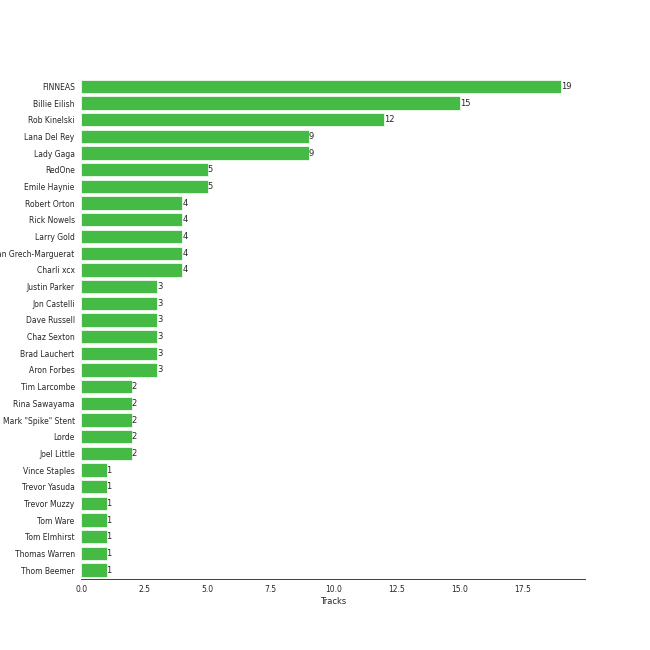 FINNEAS 19
Billie Eilish 15
Rob Kinelski 12
Lana Del Rey 9
Lady Gaga 9
RedOne 5
Emile Haynie 5
Robert Orton 4
Rick Nowels 4
Larry Gold 4
Grech-Marguerat 4
Charli xcx 4
Justin Parker 3
Jon Castelli 3
Dave Russell 3
Chaz Sexton 3
Brad Lauchert 3
Aron Forbes 3
Tim Larcombe 2
Rina Sawayama 2
Mark "Spike" Stent 2
Lorde 2
Joel Little 2
Vince Staples 1
Trevor Yasuda 1
Trevor Muzzy 1
Tom Ware 1
Tom Elmhirst 1
Thomas Warren 1
Thom Beemer 1
0.0 2.5 5.0 7.5 10.0 12.5 15.0 17.5
Tracks